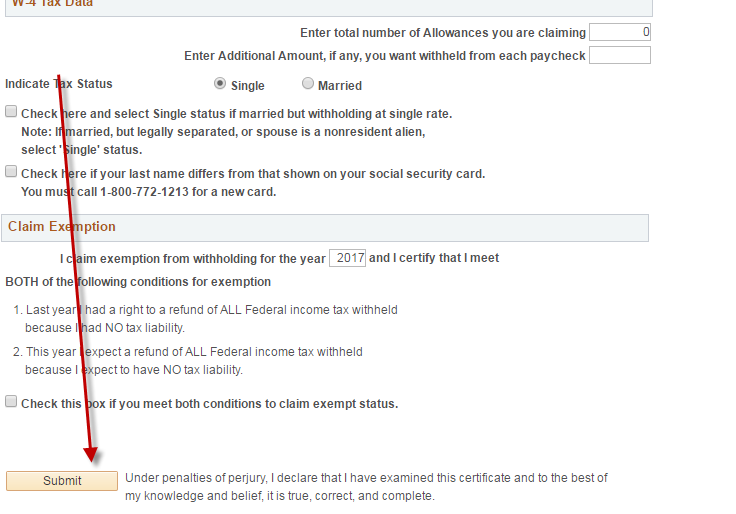 W-4 Tax Data
Enter total number of Allowances you are claiming 0
Enter Additional Amount, if any, you want withheld from each paycheck
Indicate Tax Status Single Married
Check here and select Single status if married but withholding at single rate.
Note: If married, but legally separated, or spouse is a nonresident alien,
select 'Single' status.
Check here if your last name differs from that shown on your social security card.
You must call 1-800-772-1213 for a new card.
Claim Exemption
I claim exemption from withholding for the year 2017 and I certify that I meet
BOTH of the following conditions for exemption
1. Last year I had a right to a refund of ALL Federal income tax withheld
because I had NO tax liability.
2. This year I expect a refund of ALL Federal income tax withheld
because I expect to have NO tax liability.
Check this box if you meet both conditions to claim exempt status.
Submit Under penalties of perjury, I declare that I have examined this certificate and to the best of
my knowledge and belief, it is true, correct, and complete.